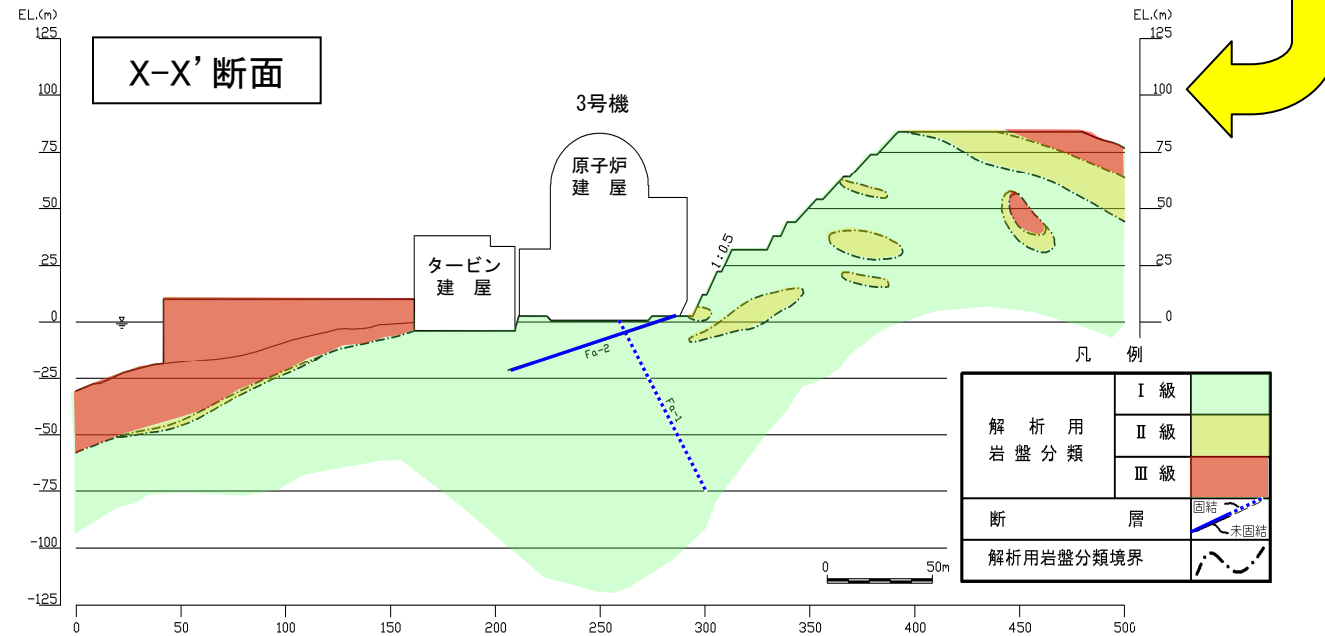 EL.(m)
EL.(m)
125
100
75
50
25
0
-25
-50
-75
-100
-125
X-X’断面
3号機
原子炉
建屋
タービン
建屋
1:0.5
Fa-2
Fa-1
125
100
75
50
25
0
凡例
解析用
岩盤分類
Ⅰ級
Ⅱ級
Ⅲ級
断層
固結
未固結
解析用岩盤分類境界
0 50m
0 50 100 150 200 250 300 350 400 450 500